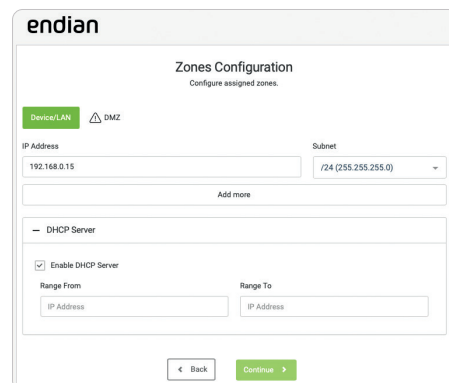 endian
Zones Configuration
Configure assigned zones.
Device/LAN DMZ
IP Address Subnet
192.168.0.15 /24 (255.255.255.0)
Add more
DHCP Server
Enable DHCP Server
Range From Range To
IP Address IP Address
Back Continue